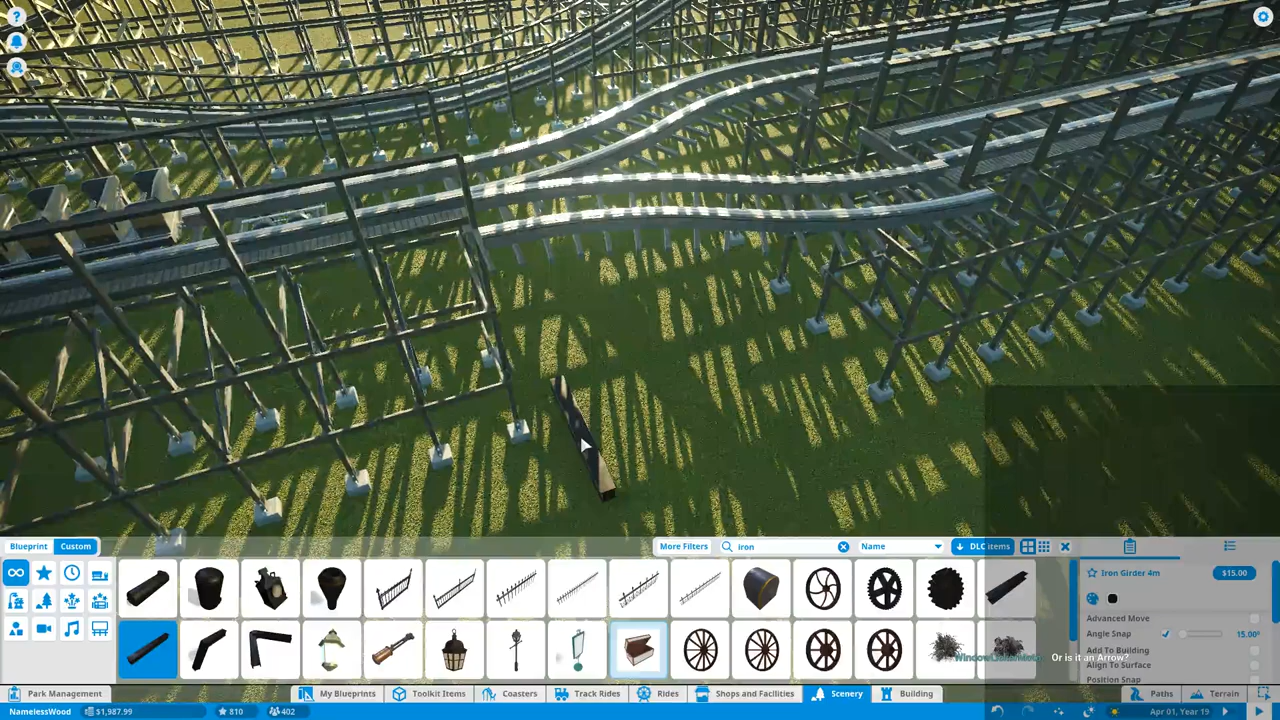 Blueprint Custom More Filters iron Name DLC Items
Iron Girder 4m $15.00
Advanced Move
Angle Snap 15.00°
Add To Building
Or is it an Arrow?
Align To Surface
Position Snap
Park Management My Blueprints Toolkit Items Coasters Track Rides Rides Shops and Facilities Scenery Building Paths Terrain
NamelessWood $1,987.99 810 402 Apr 01, Year 19